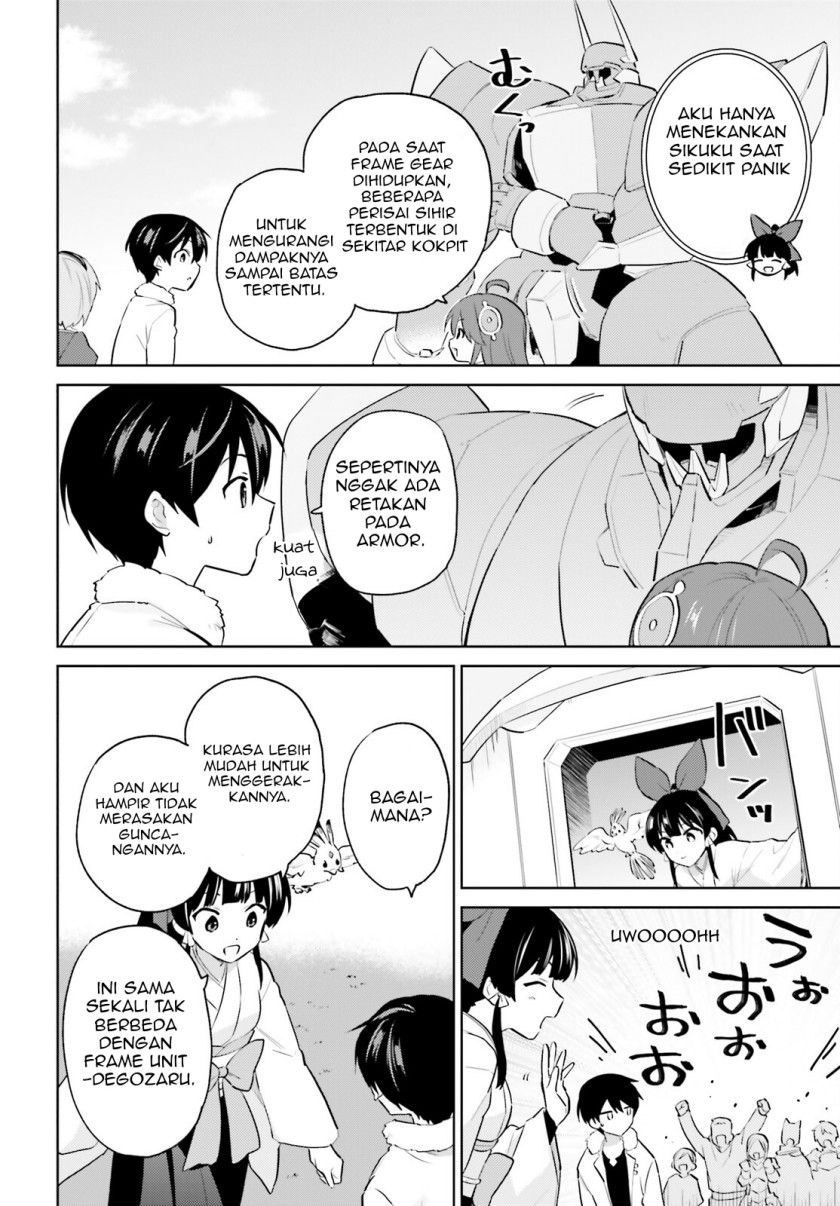 AKU HANYA
MENEKANKAN
SIKUKU SAAT
SEDIKIT PANIK
むくっ
PADA SAAT
FRAME GEAR
DIHIDUPKAN,
BEBERAPA
PERISAI SIHIR
TERBENTUK DI
SEKITAR KOKPIT
UNTUK
MENGURANGI
DAMPAKNYA
SAMPAI BATAS
TERTENTU.
SEPERTINYA
NGGAK ADA
RETAKAN
PADA
ARMOR.
kuat
juga
UWOOOOHH
うぉ
おぉ
おお
BAGAI-
MANA?
KURASA LEBIH
MUDAH UNTUK
MENGGERAK-
KANNYA.
DAN AKU
HAMPIR TIDAK
MERASAKAN
GUNCA-
NGANNYA.
INI SAMA
SEKALI TAK
BERBEDA
DENGAN
FRAME UNIT
-DEGOZARU.